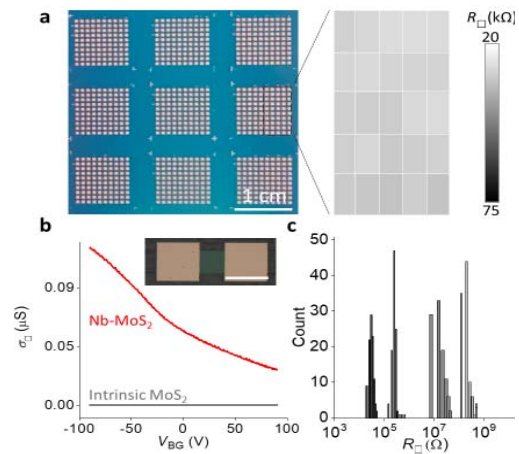 a
R□(kΩ)
20
75
1 cm
b
σ□ (μS)
0.09
0.05
0.00
Nb-MoS₂
Intrinsic MoS₂
-100
-50
0
50
100
V_BG (V)
c
Count
50
40
30
20
10
0
10³
10⁵
10⁷
10⁹
R□ (Ω)